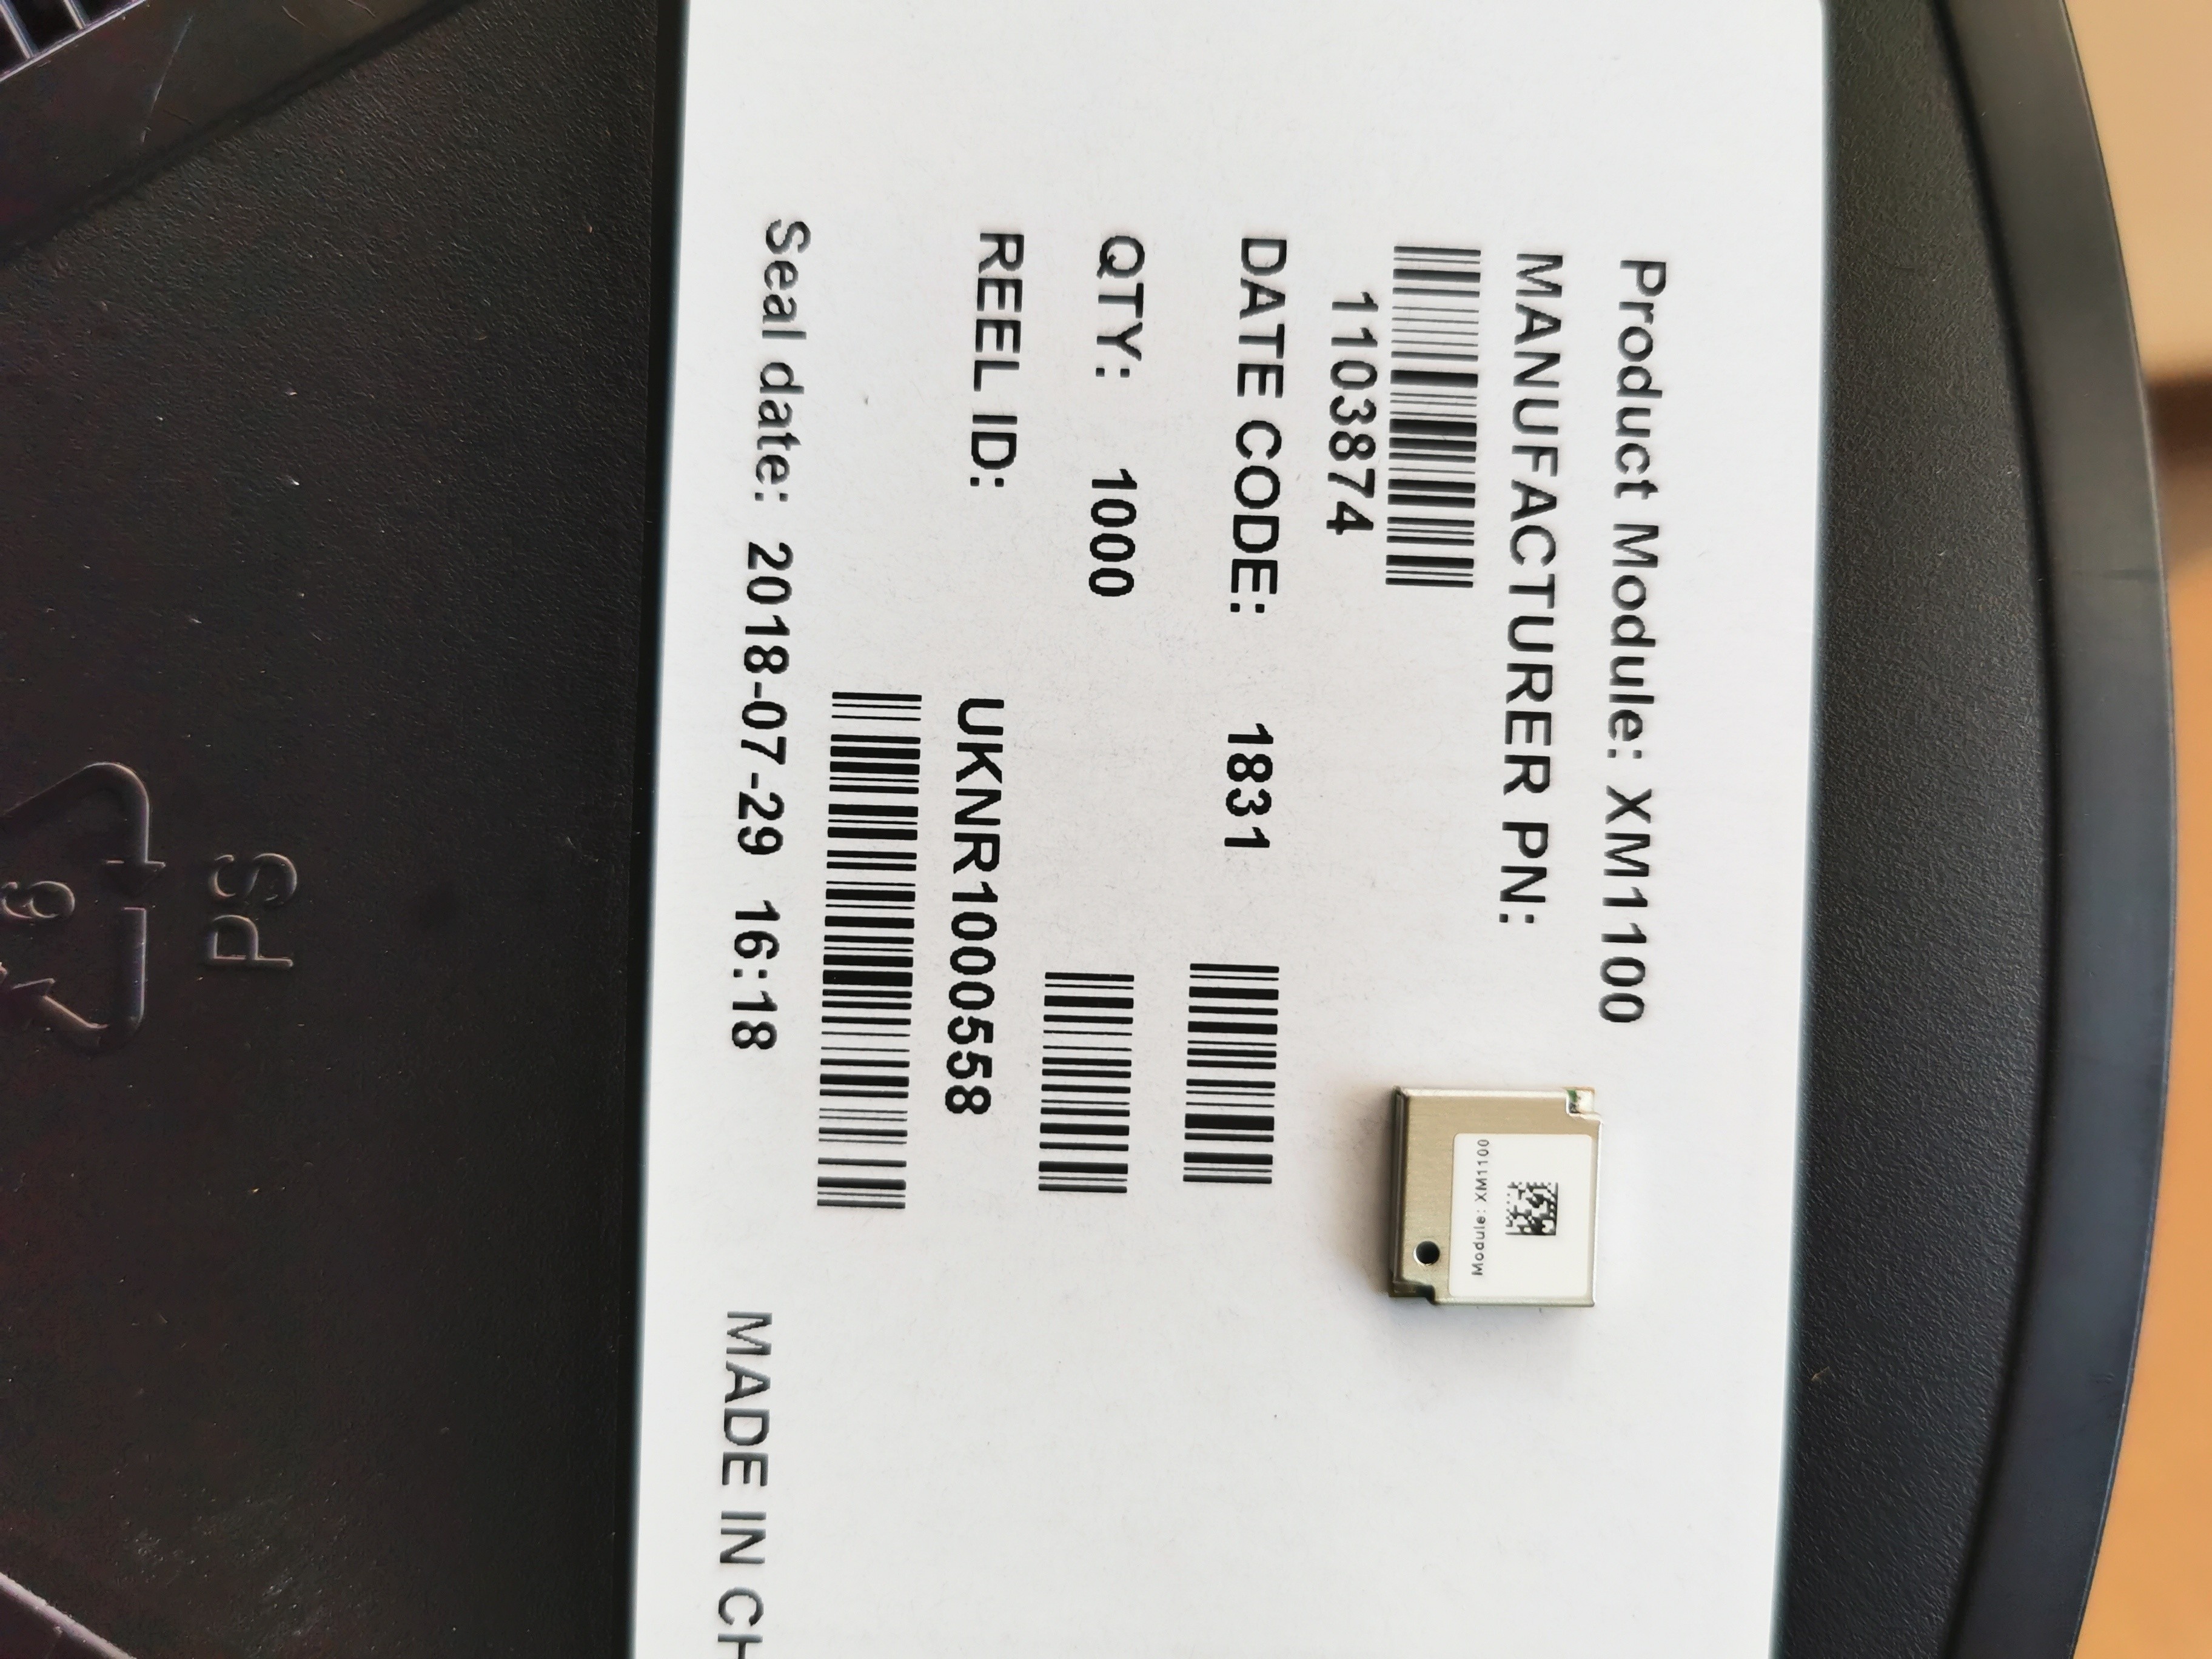 Product Module: XM1100
MANUFACTURER PN:
1103874
DATE CODE: 1831
QTY: 1000
REEL ID: UKNR1000558
Seal date: 2018-07-29 16:18 MADE IN CH
Module: XM1100
6
PS